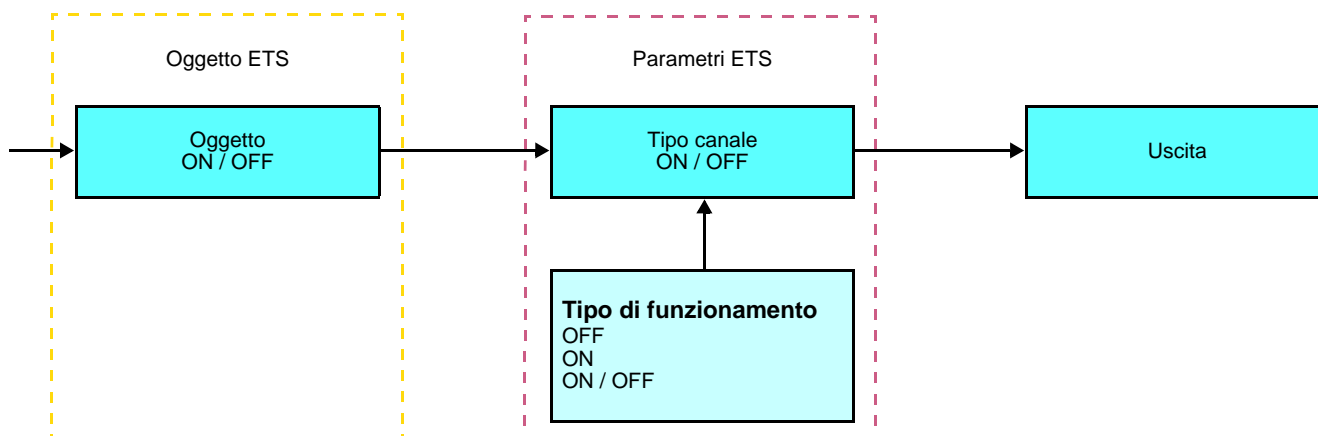 Oggetto ETS
Parametri ETS
Oggetto
ON / OFF
Tipo canale
ON / OFF
Uscita
Tipo di funzionamento
OFF
ON
ON / OFF